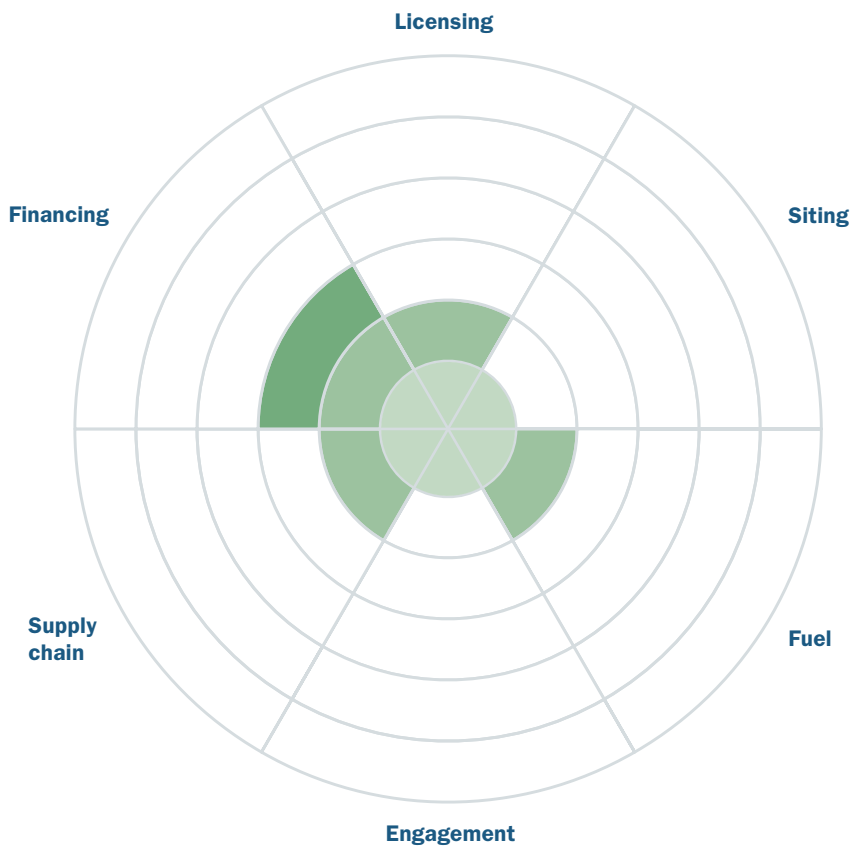 Licensing
Financing
Siting
Supply
chain
Fuel
Engagement